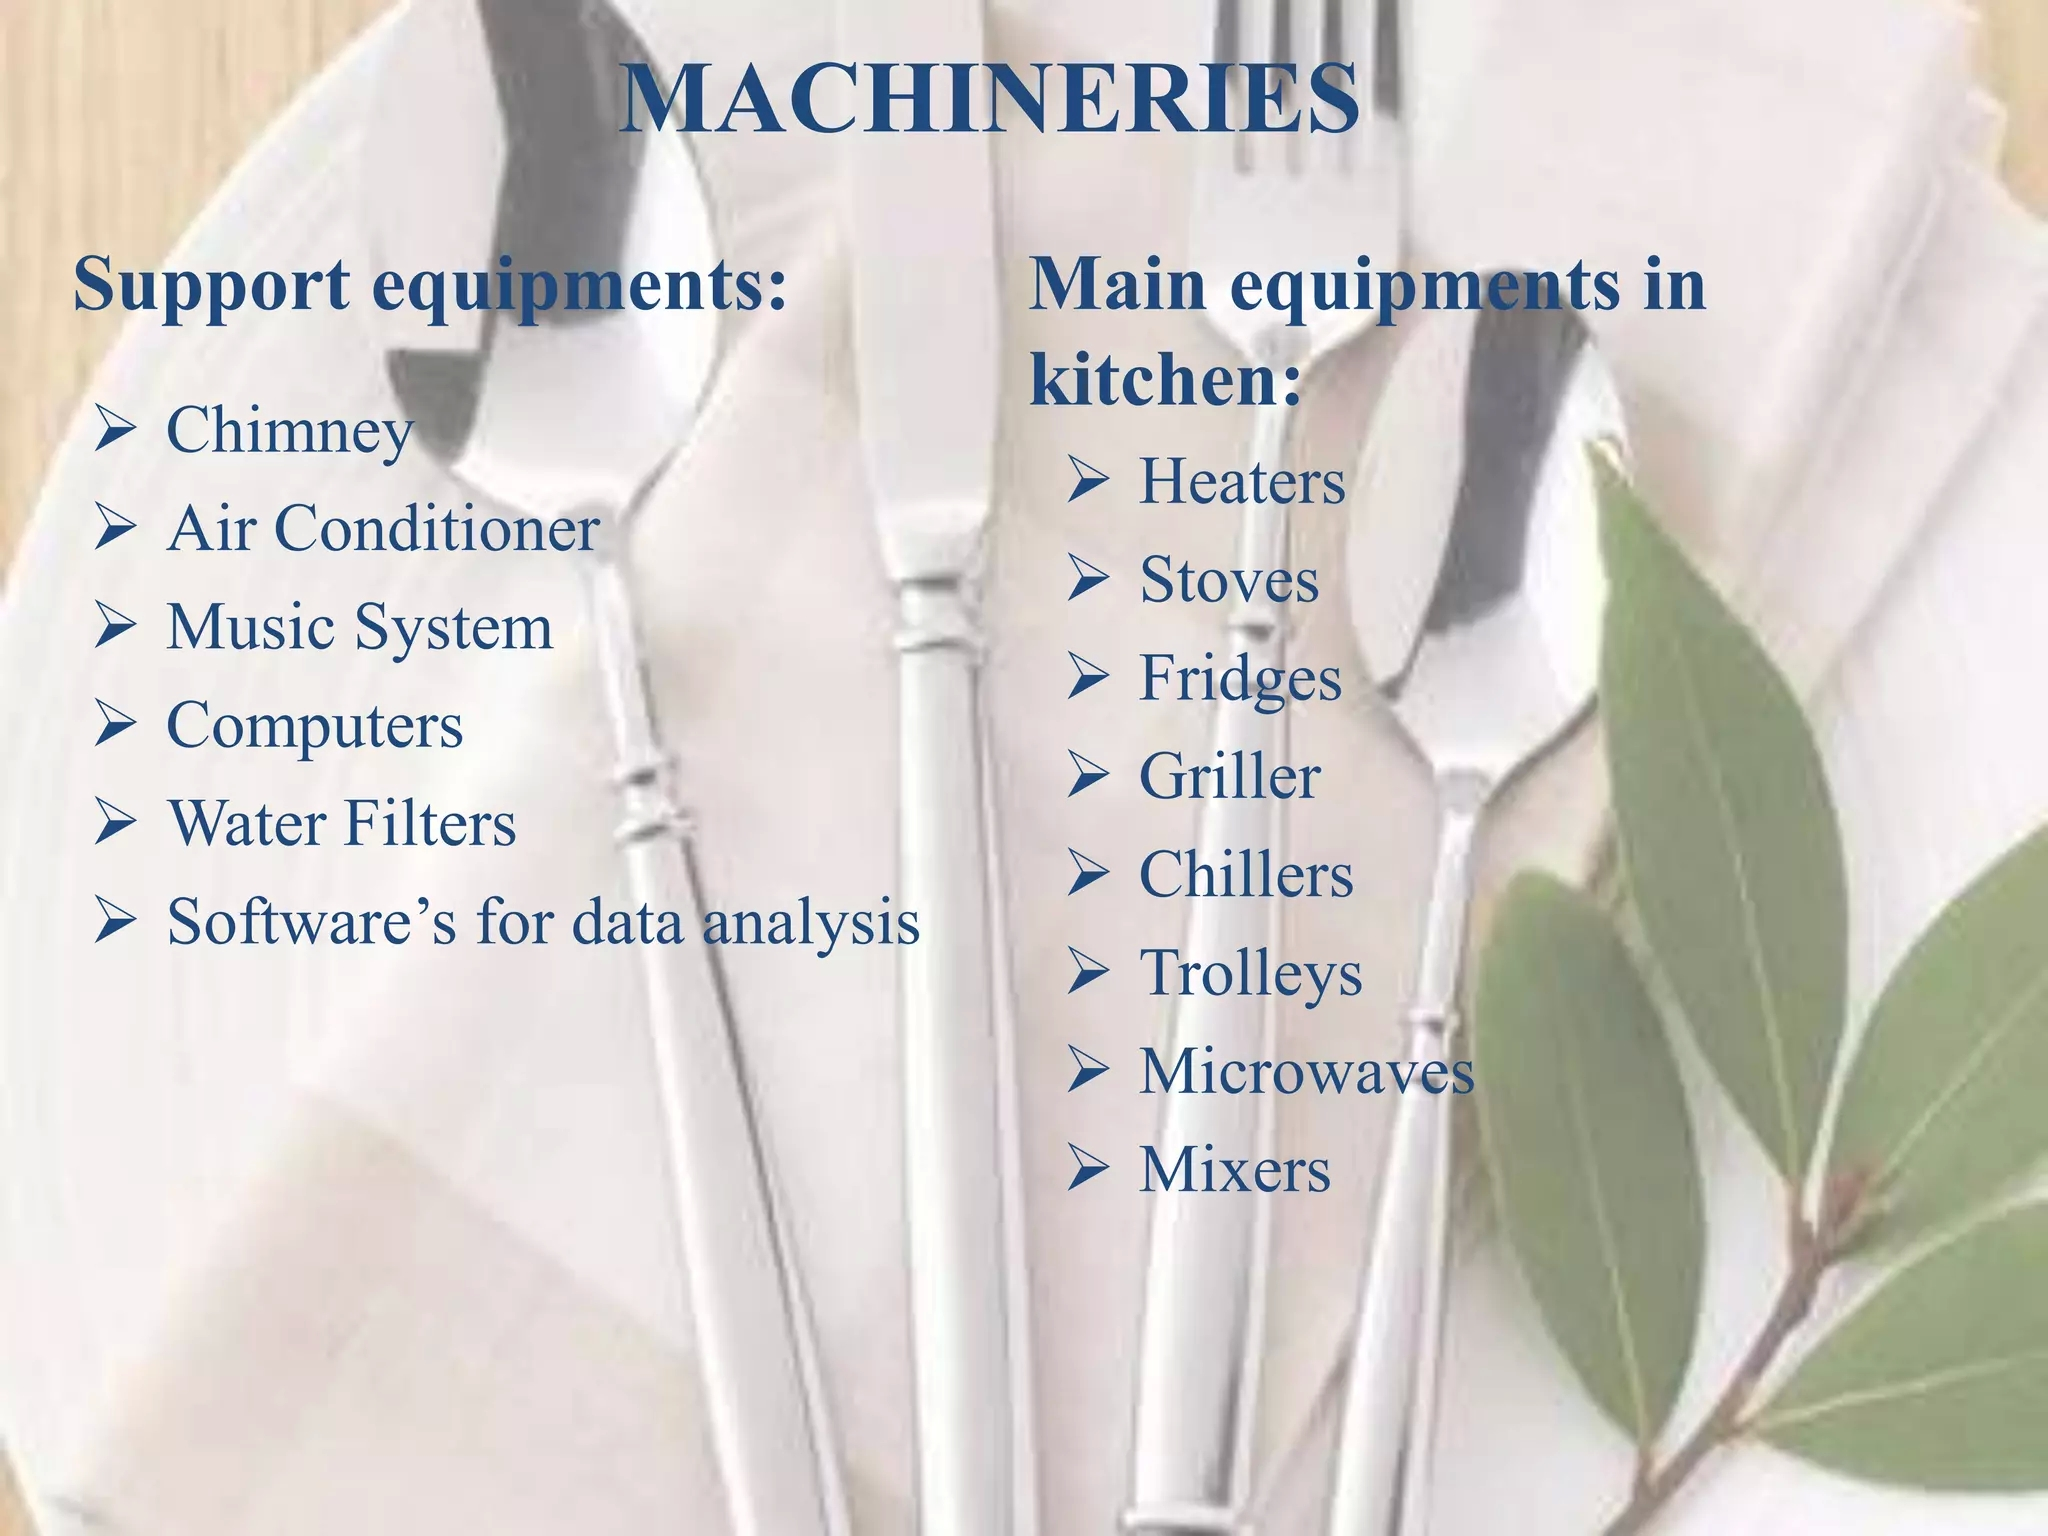 MACHINERIES
Support equipments:
➢ Chimney
➢ Air Conditioner
➢ Music System
➢ Computers
➢ Water Filters
➢ Software’s for data analysis
Main equipments in
kitchen:
➢ Heaters
➢ Stoves
➢ Fridges
➢ Griller
➢ Chillers
➢ Trolleys
➢ Microwaves
➢ Mixers